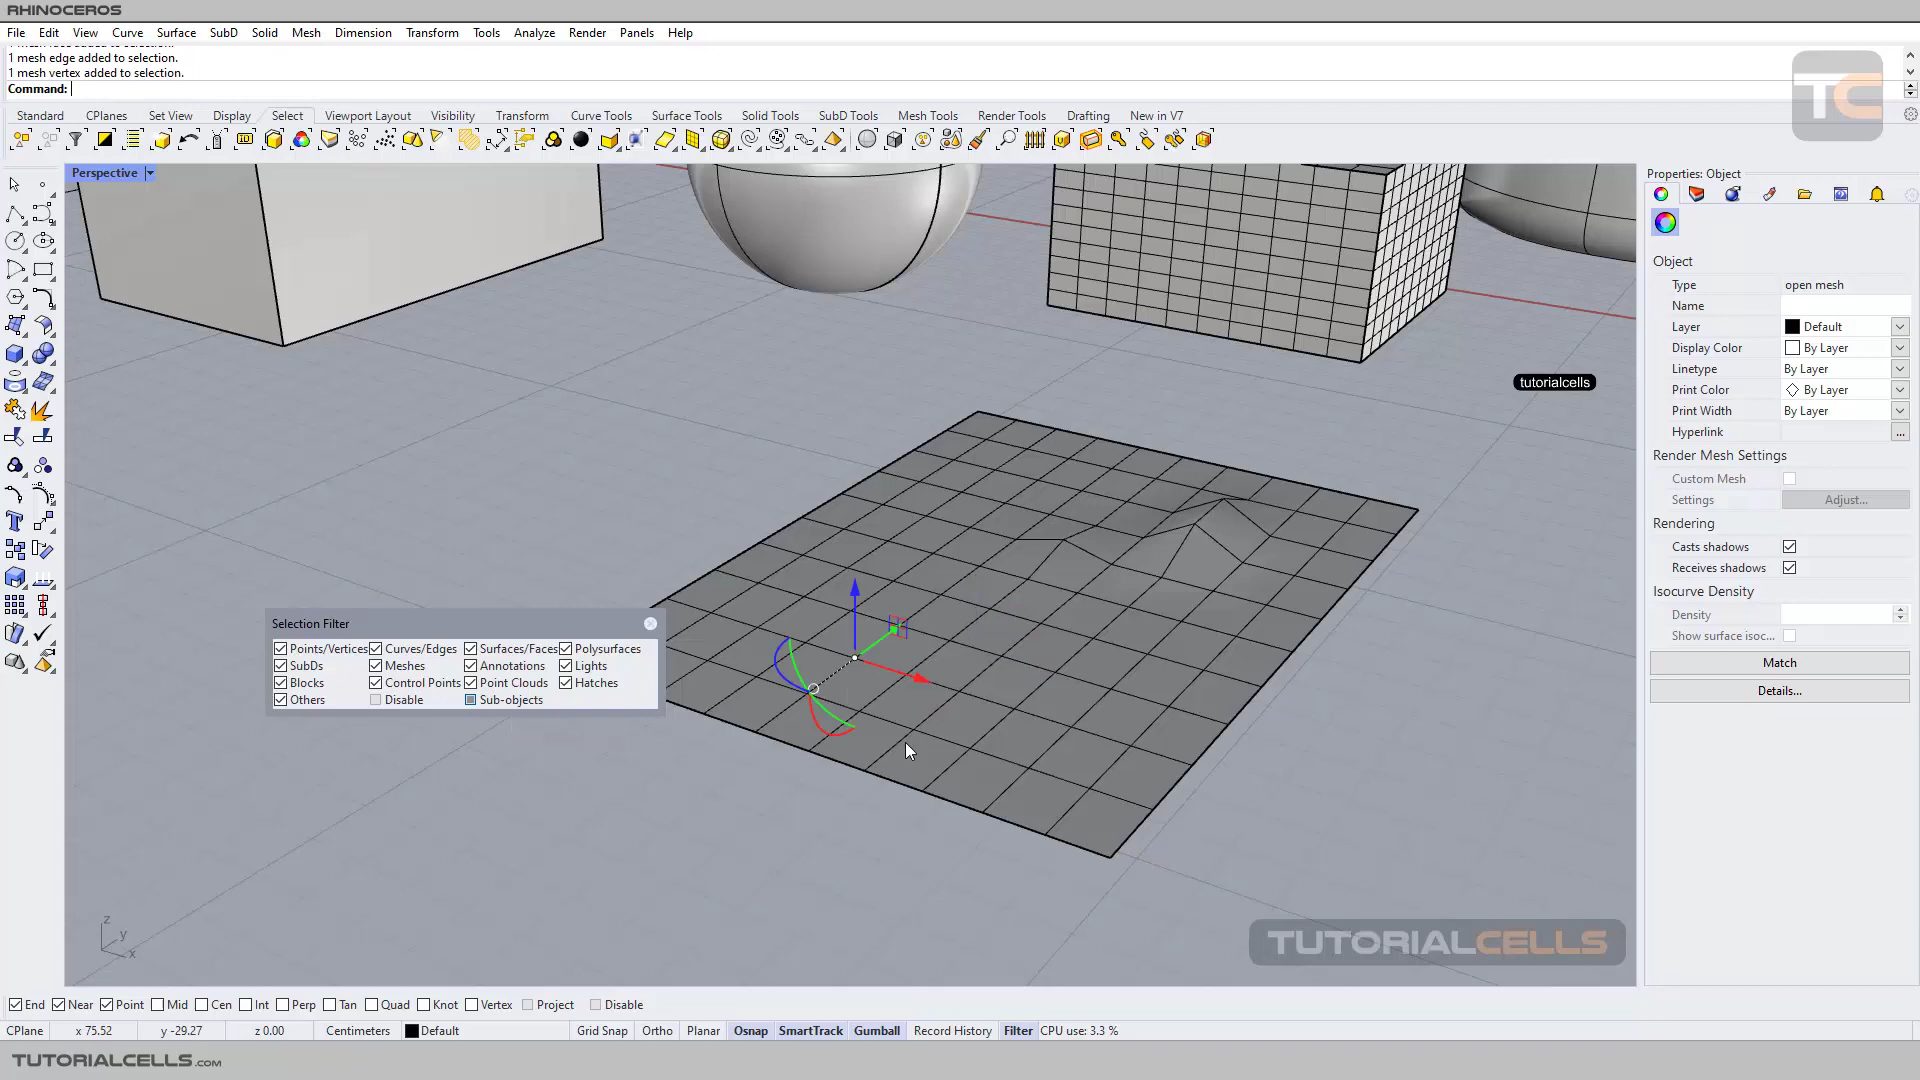 RHINOCEROS
File Edit View Curve Surface SubD Solid Mesh Dimension Transform Tools Analyze Render Panels Help
1 mesh edge added to selection.
1 mesh vertex added to selection.
Command:
TC
Standard CPlanes Set View Display Select Viewport Layout Visibility Transform Curve Tools Surface Tools Solid Tools SubD Tools Mesh Tools Render Tools Drafting New in V7
Perspective
Properties: Object
Object
Type open mesh
Name
Layer Default
Display Color By Layer
Linetype By Layer
Print Color By Layer
Print Width By Layer
Hyperlink ...
Render Mesh Settings
Custom Mesh
Settings Adjust...
Rendering
Casts shadows
Receives shadows
Isocurve Density
Density
Show surface isoc...
Match
Details...
tutorialcells
Selection Filter
Points/Vertices Curves/Edges Surfaces/Faces Polysurfaces
SubDs Meshes Annotations Lights
Blocks Control Points Point Clouds Hatches
Others Disable Sub-objects
z
y
x
TUTORIALCELLS
End Near Point Mid Cen Int Perp Tan Quad Knot Vertex Project Disable
CPlane x 75.52 y -29.27 z 0.00 Centimeters Default Grid Snap Ortho Planar Osnap SmartTrack Gumball Record History Filter CPU use: 3.3 %
TUTORIALCELLS.COM